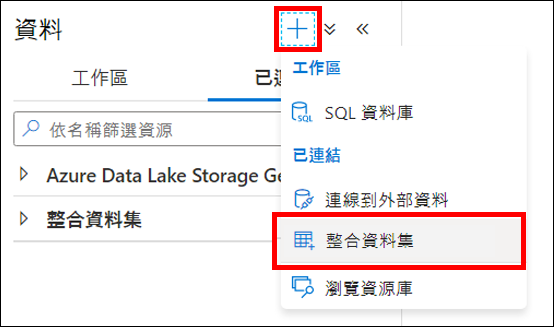 資料
工作區
已連
依名稱篩選資源
Azure Data Lake Storage Ge
整合資料集
工作區
SQL 資料庫
已連結
連線到外部資料
整合資料集
瀏覽資源庫